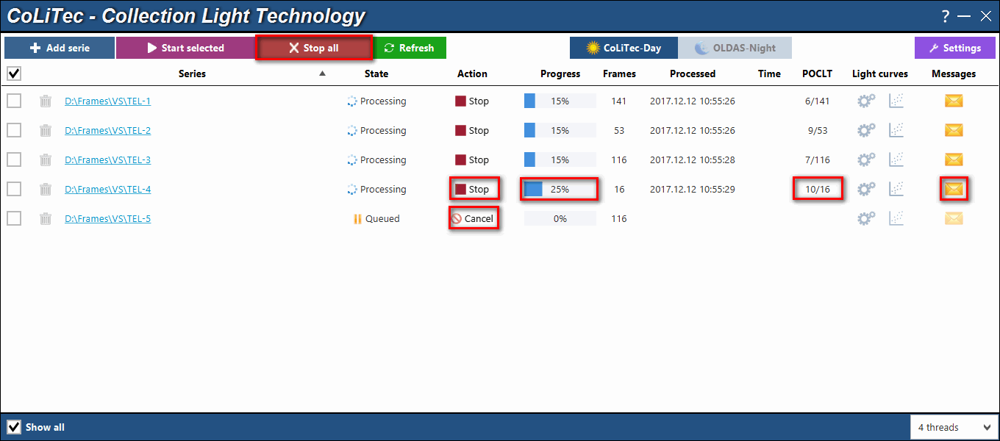 CoLiTec - Collection Light Technology ?
Add serie Start selected Stop all Refresh CoLiTec-Day OLDAS-Night Settings
Series State Action Progress Frames Processed Time POCLT Light curves Messages
D:\Frames\VS\TEL-1 Processing Stop 15% 141 2017.12.12 10:55:26 6/141
D:\Frames\VS\TEL-2 Processing Stop 15% 53 2017.12.12 10:55:26 9/53
D:\Frames\VS\TEL-3 Processing Stop 15% 116 2017.12.12 10:55:28 7/116
D:\Frames\VS\TEL-4 Processing Stop 25% 16 2017.12.12 10:55:29 10/16
D:\Frames\VS\TEL-5 Queued Cancel 0% 116
Show all 4 threads